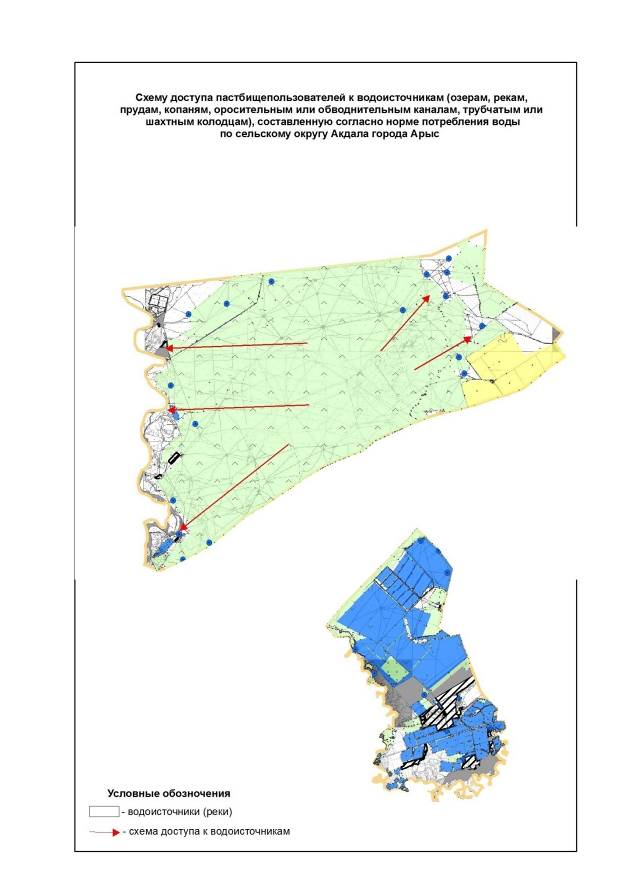 Схему доступа пастбищепользователей к водоисточникам (озерам, рекам,
прудам, копаням, оросительным или обводнительным каналам, трубчатым или
шахтным колодцам), составленную согласно норме потребления воды
по сельскому округу Акдала города Арыс
Условные обозночения
- водоисточники (реки)
- схема доступа к водоисточникам